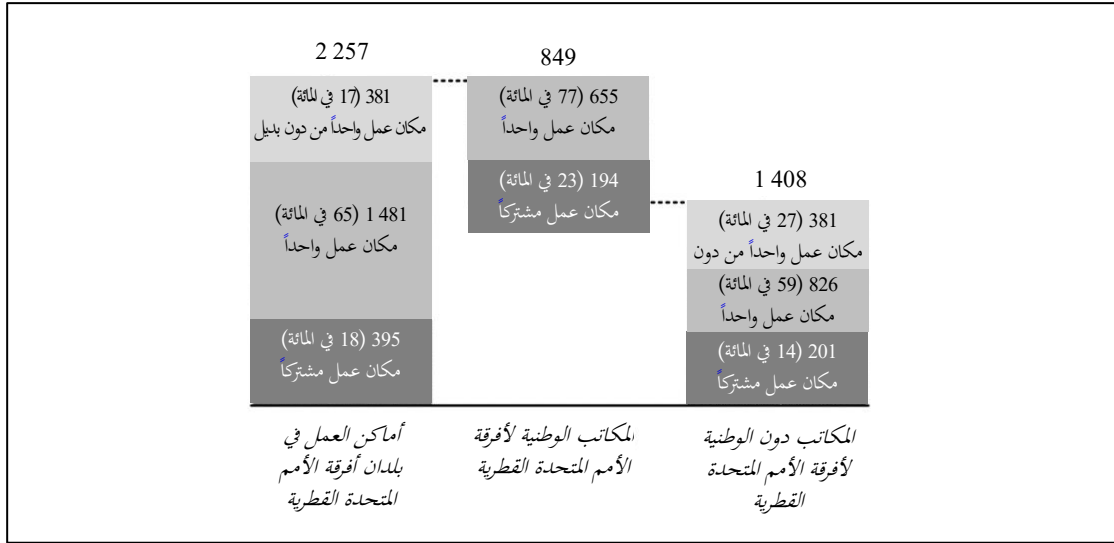 2 257
381 (17 في المائة)
مكان عمل واحداً من دون بديل
1 481 (65 في المائة)
مكان عمل واحداً
395 (18 في المائة)
مكان عمل مشتركاً
أماكن العمل في
بلدان أفرقة الأمم
المتحدة القطرية
849
655 (77 في المائة)
مكان عمل واحداً
194 (23 في المائة)
مكان عمل مشتركاً
المكاتب الوطنية لأفرقة
الأمم المتحدة القطرية
1 408
381 (27 في المائة)
مكان عمل واحداً من دون
826 (59 في المائة)
مكان عمل واحداً
201 (14 في المائة)
مكان عمل مشتركاً
المكاتب دون الوطنية
لأفرقة الأمم المتحدة
القطرية